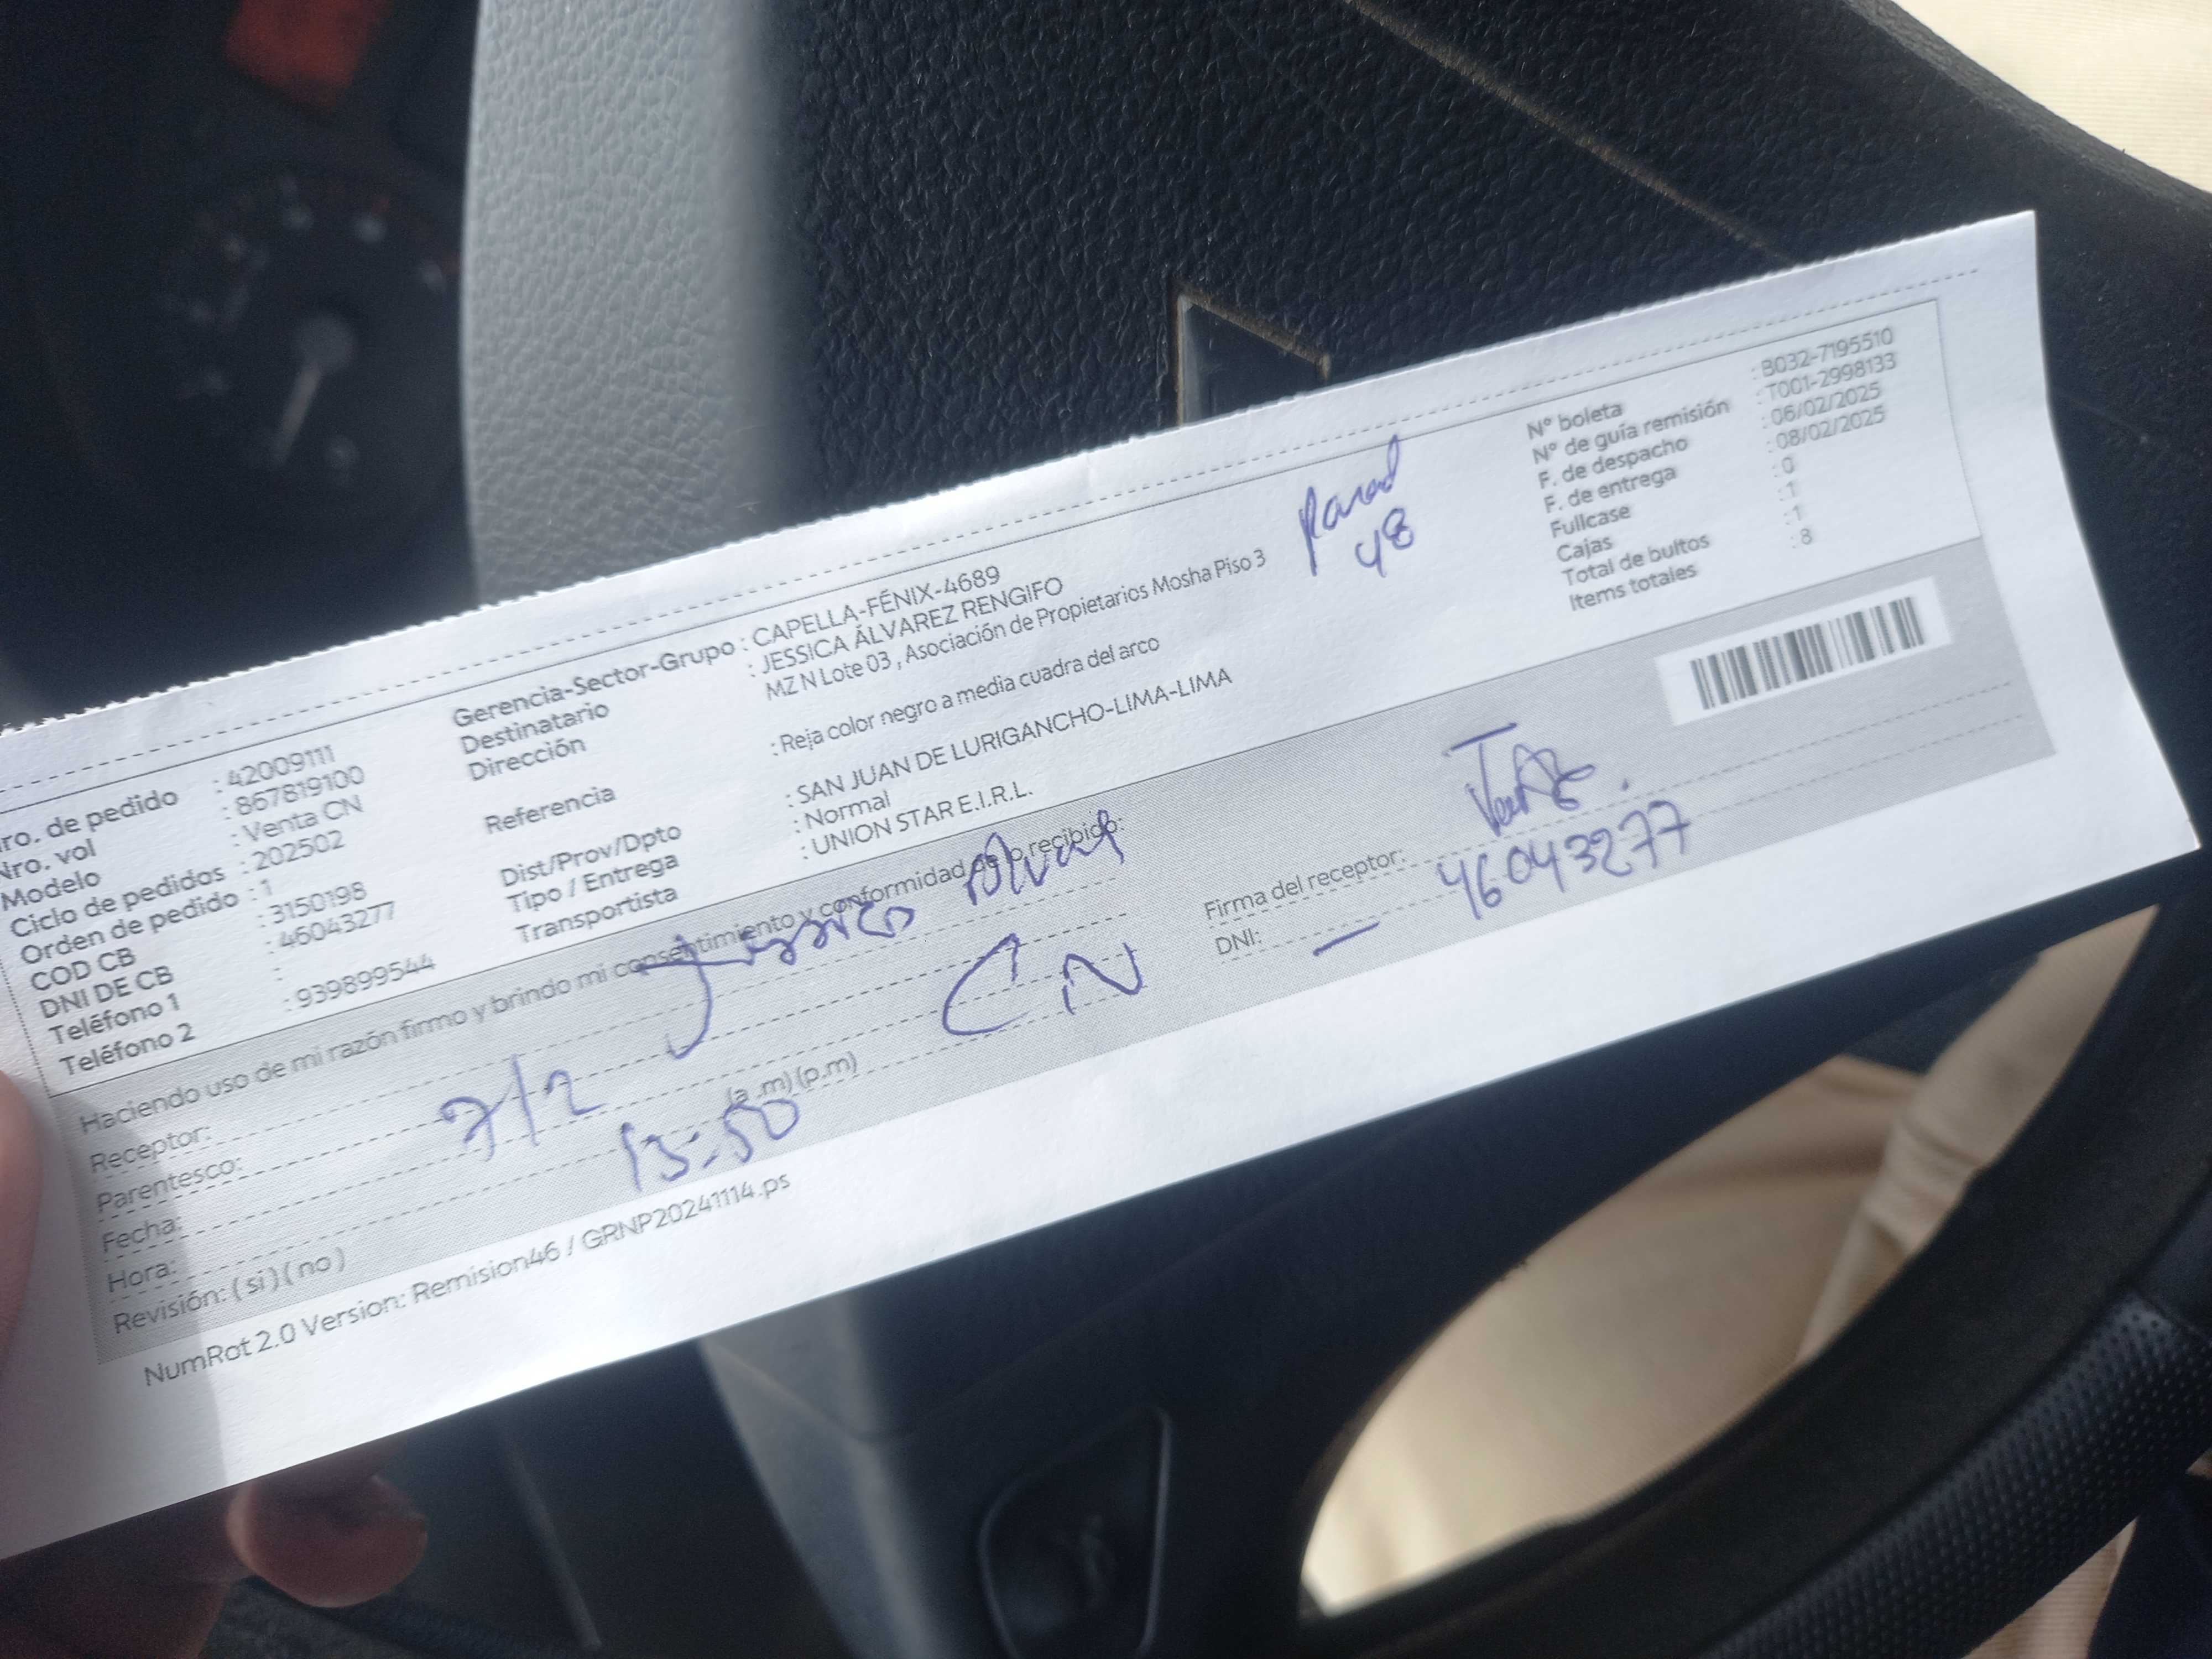 Nro. de pedido : 42009111
Nro. vol : 867819100
Modelo : Venta CN
Ciclo de pedidos : 202502
Orden de pedido : 1
COD CB : 3150198
DNI DE CB : 46043277
Teléfono 1 :
Teléfono 2 : 939899544
Gerencia-Sector-Grupo : CAPELLA-FÉNIX-4689
Destinatario : JESSICA ÁLVAREZ RENGIFO
Dirección MZ N Lote 03 , Asociación de Propietarios Mosha Piso 3
Referencia : Reja color negro a media cuadra del arco
Dist/Prov/Dpto : SAN JUAN DE LURIGANCHO-LIMA-LIMA
Tipo / Entrega : Normal
Transportista : UNION STAR E.I.R.L.
48
N° boleta : B032-7195510
N° de guía remisión : T001-2998133
F. de despacho : 06/02/2025
F. de entrega : 08/02/2025
Fullcase : 0
Cajas : 1
Total de bultos : 1
Items totales : 8
Haciendo uso de mi razón firmo y brindo mi consentimiento y conformidad de lo recibido:
Receptor:
Parentesco: CN
Fecha: 7/2
Hora: 13:50 (a .m) (p.m)
Revisión: ( si ) ( no )
Firma del receptor:
DNI: - 46043277
NumRot 2.0 Version: Remision46 / GRNP20241114.ps